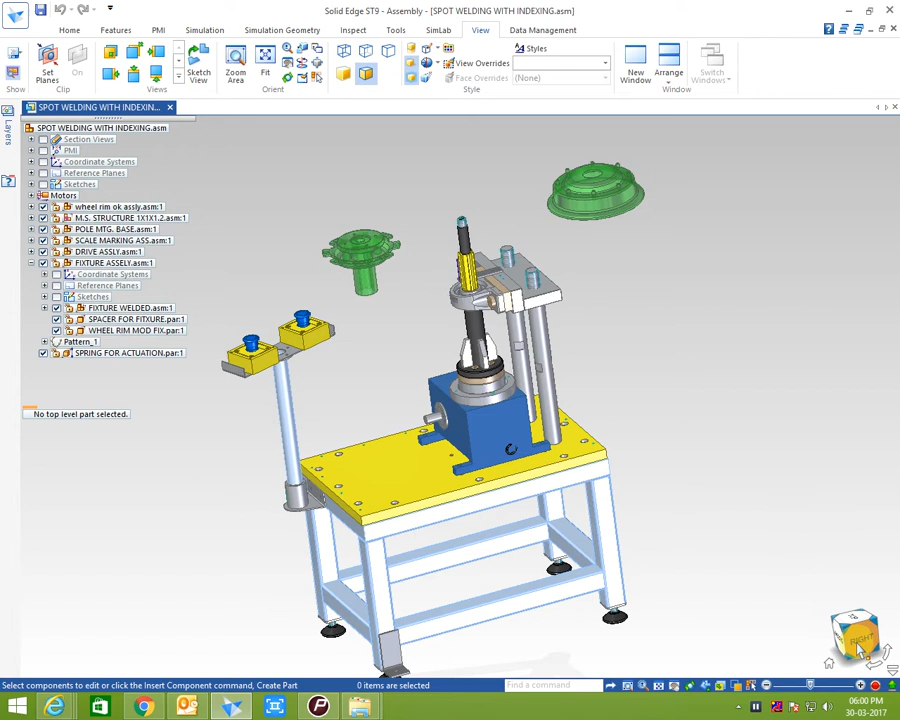 Solid Edge ST9 - Assembly - [SPOT WELDING WITH INDEXING.asm]
Home Features PMI Simulation Simulation Geometry Inspect Tools SimLab View Data Management
Set Planes
On
Sketch View
Zoom Area
Fit
View Overrides
Face Overrides
Styles
(None)
New Window
Arrange
Switch Windows
Show Clip Views Orient Style Window
SPOT WELDING WITH INDEXING...
Layers
SPOT WELDING WITH INDEXING.asm
Section Views
PMI
Coordinate Systems
Reference Planes
Sketches
Motors
wheel rim ok assly.asm:1
M.S. STRUCTURE 1X1X1.2.asm:1
POLE MTG. BASE.asm:1
SCALE MARKING ASS.asm:1
DRIVE ASSLY.asm:1
FIXTURE ASSELY.asm:1
Coordinate Systems
Reference Planes
Sketches
FIXTURE WELDED.asm:1
SPACER FOR FITXURE.par:1
WHEEL RIM MOD FIX.par:1
Pattern_1
SPRING FOR ACTUATION.par:1
No top level part selected.
TOP
RIGHT
Select components to edit or click the Insert Component command, Create Part
0 items are selected
Find a command
06:00 PM
30-03-2017